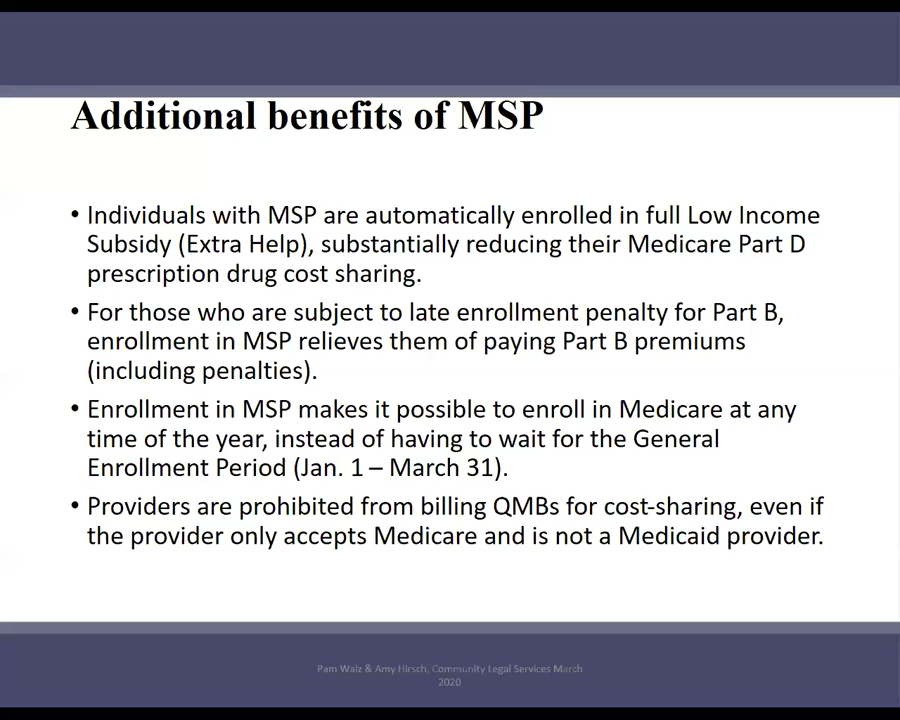 Additional benefits of MSP
• Individuals with MSP are automatically enrolled in full Low Income
Subsidy (Extra Help), substantially reducing their Medicare Part D
prescription drug cost sharing.
• For those who are subject to late enrollment penalty for Part B,
enrollment in MSP relieves them of paying Part B premiums
(including penalties).
• Enrollment in MSP makes it possible to enroll in Medicare at any
time of the year, instead of having to wait for the General
Enrollment Period (Jan. 1 – March 31).
• Providers are prohibited from billing QMBs for cost-sharing, even if
the provider only accepts Medicare and is not a Medicaid provider.
Pam Walz & Amy Hirsch, Community Legal Services March
2020